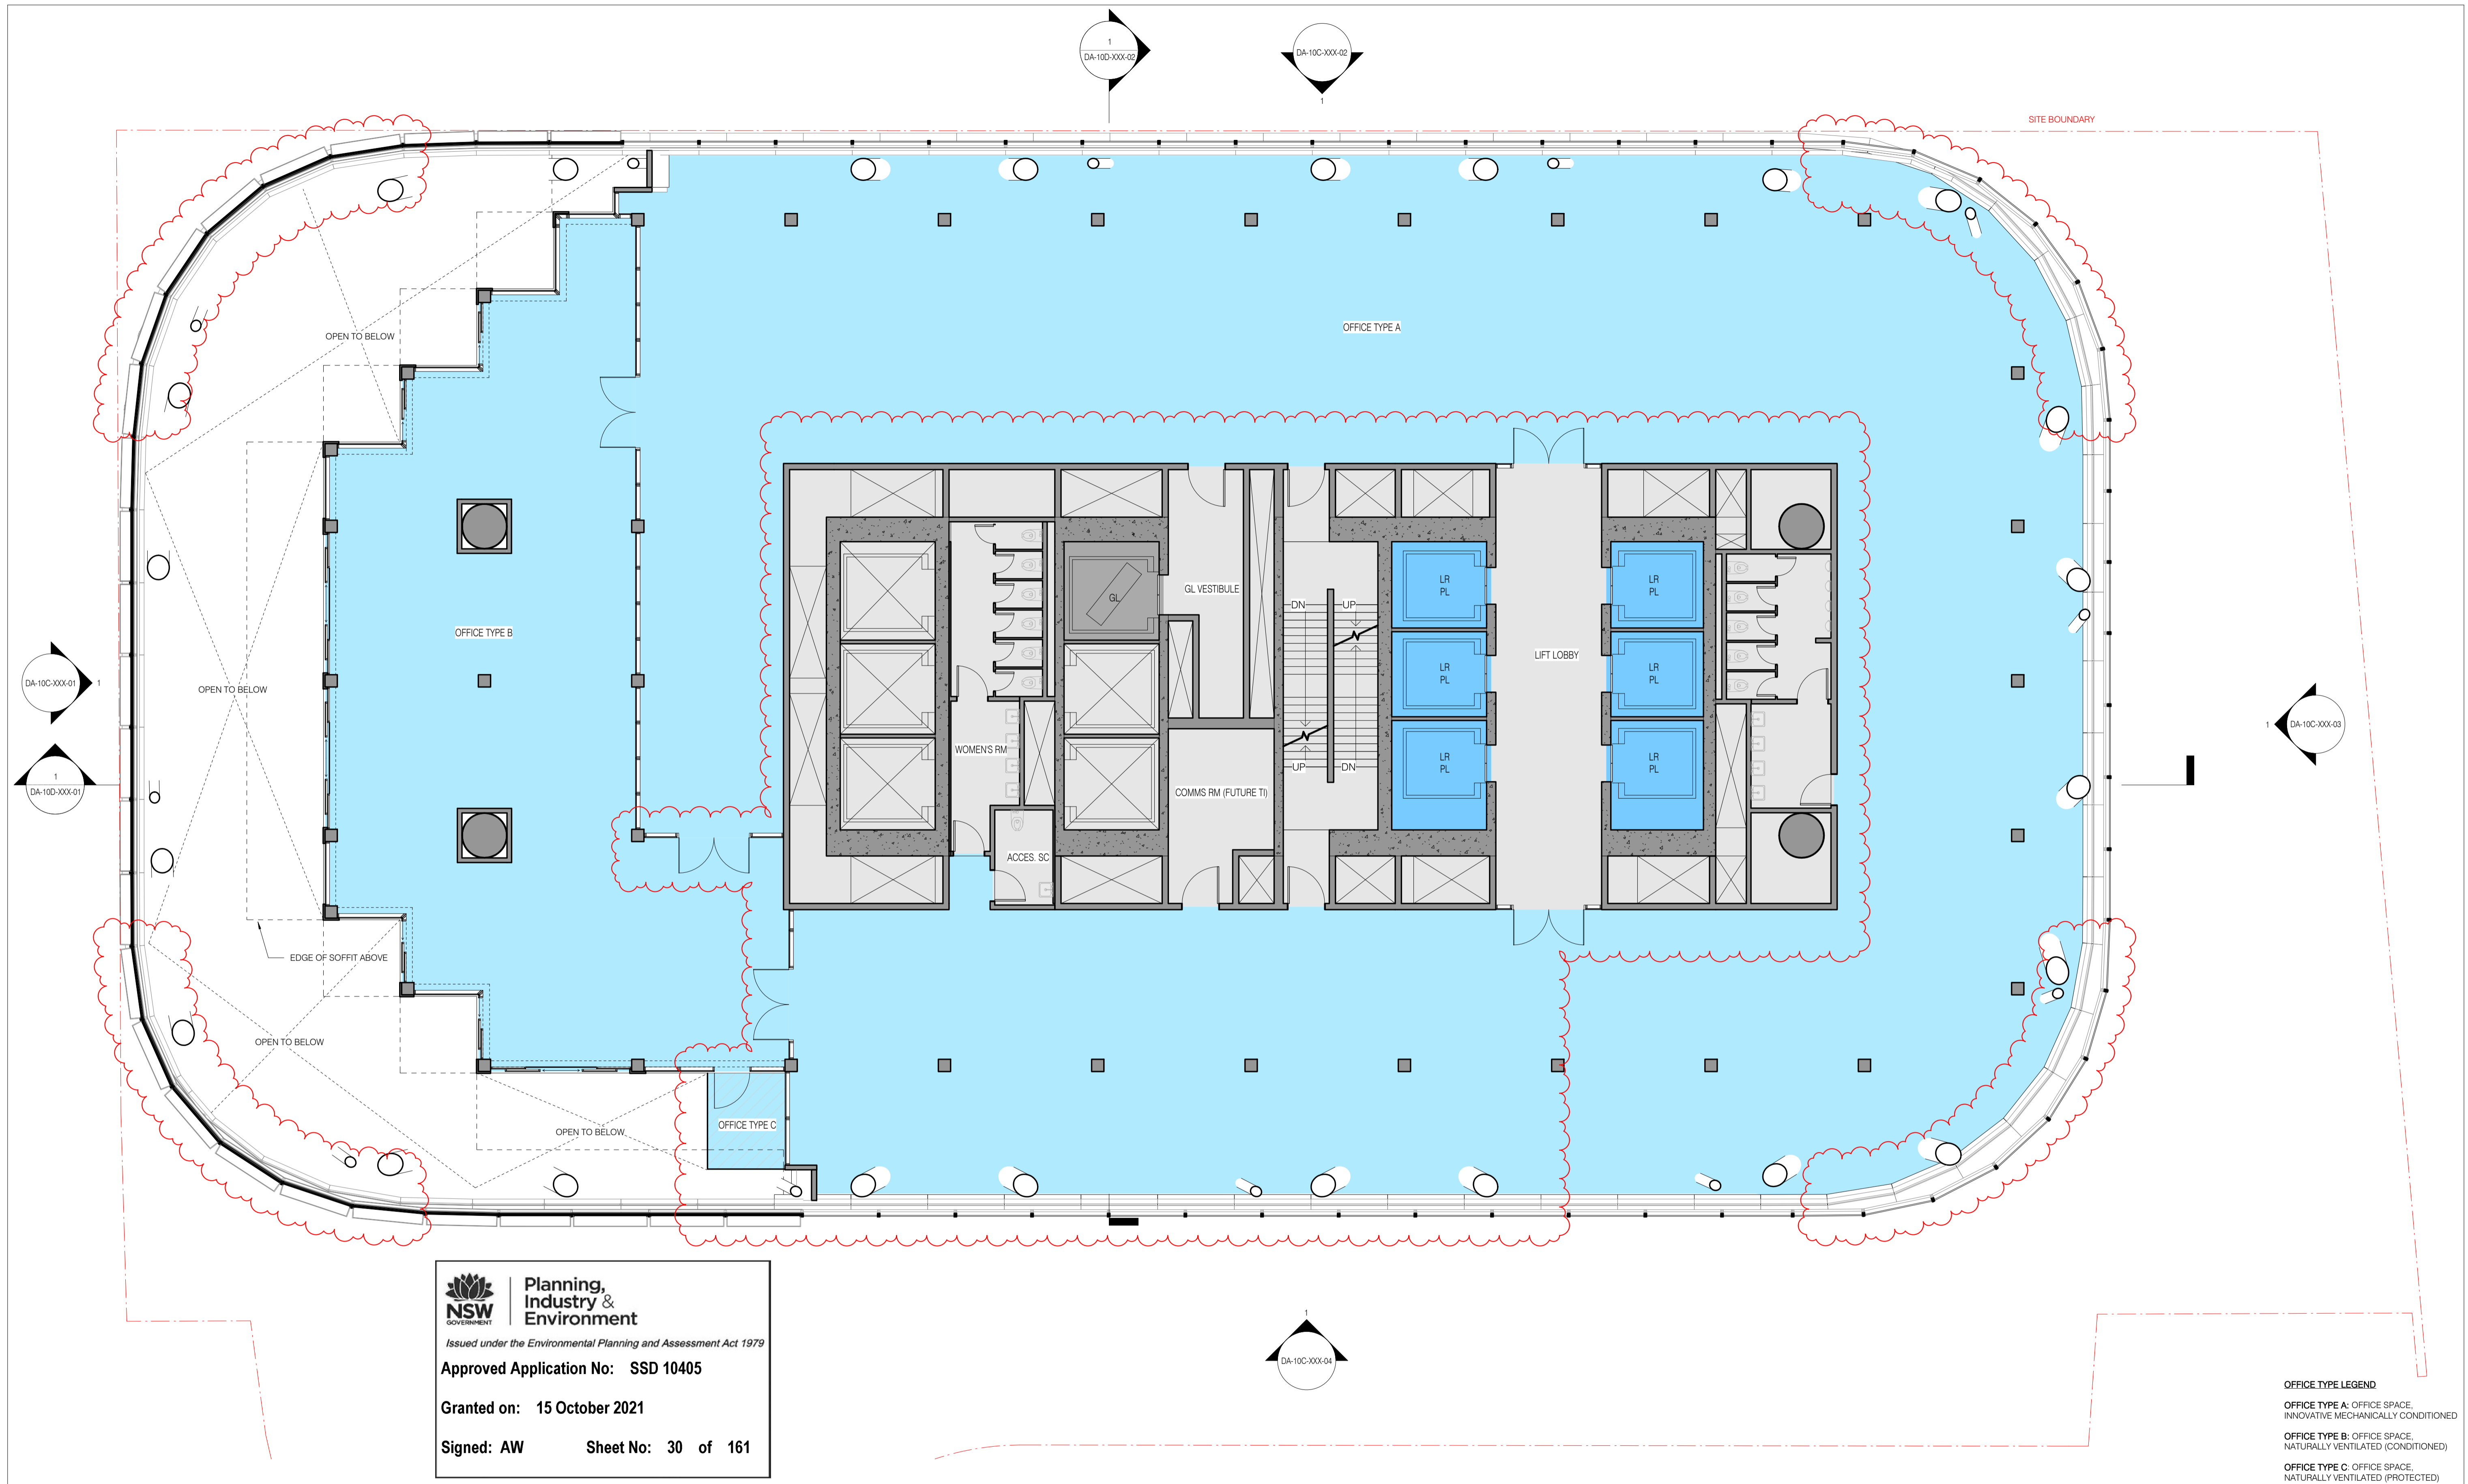 1
DA-10D-XXX-02
DA-10C-XXX-02
1
SITE BOUNDARY
OFFICE TYPE A
OPEN TO BELOW
GL
GL VESTIBULE
LR
PL
LR
PL
DN
UP
OFFICE TYPE B
LIFT LOBBY
LR
PL
LR
PL
DA-10C-XXX-01
1
OPEN TO BELOW
1
DA-10C-XXX-03
WOMEN'S RM
LR
PL
LR
PL
UP
DN
1
DA-10D-XXX-01
COMMS RM (FUTURE TI)
ACCES. SC
EDGE OF SOFFIT ABOVE
OPEN TO BELOW
OFFICE TYPE C
OPEN TO BELOW
NSW
GOVERNMENT
Planning,
Industry &
Environment
Issued under the Environmental Planning and Assessment Act 1979
Approved Application No: SSD 10405
Granted on: 15 October 2021
Signed: AW Sheet No: 30 of 161
1
DA-10C-XXX-04
OFFICE TYPE LEGEND
OFFICE TYPE A: OFFICE SPACE,
INNOVATIVE MECHANICALLY CONDITIONED
OFFICE TYPE B: OFFICE SPACE,
NATURALLY VENTILATED (CONDITIONED)
OFFICE TYPE C: OFFICE SPACE,
NATURALLY VENTILATED (PROTECTED)